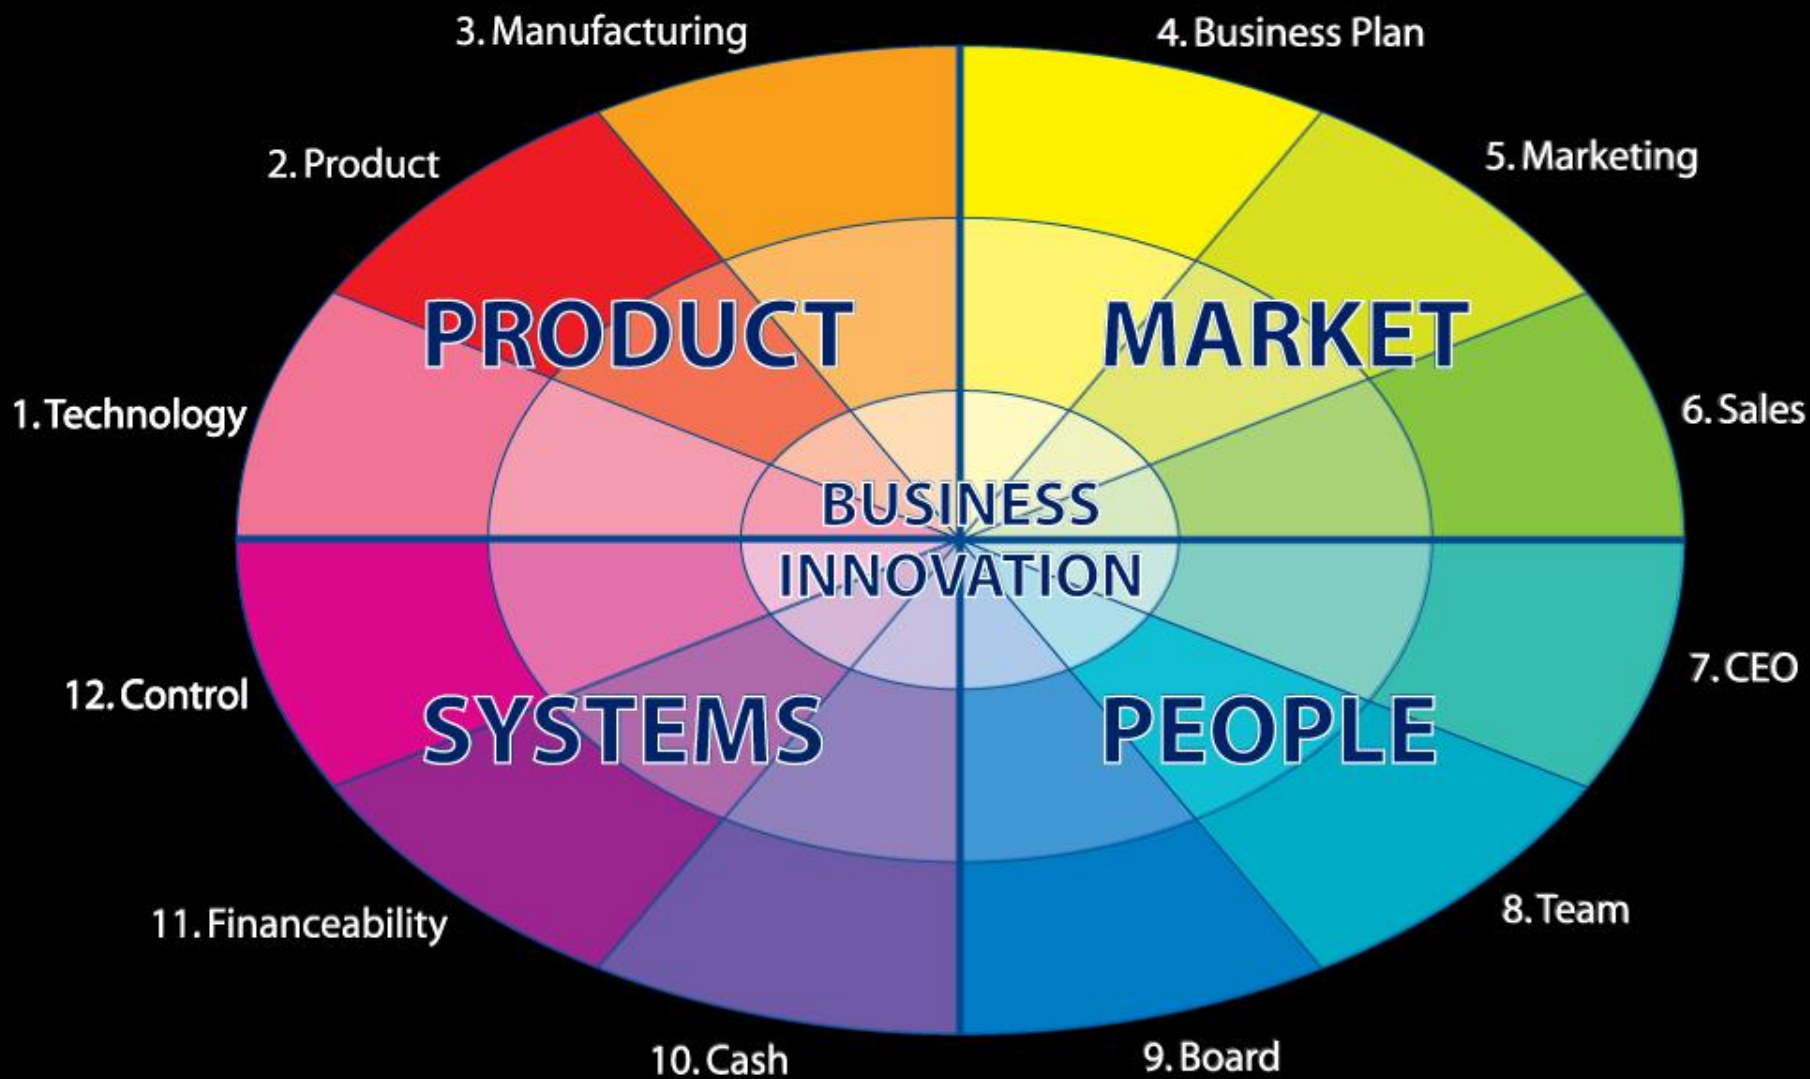 3. Manufacturing
4. Business Plan
2. Product
5. Marketing
PRODUCT
MARKET
1. Technology
6. Sales
BUSINESS
INNOVATION
12. Control
7. CEO
SYSTEMS
PEOPLE
11. Financeability
8. Team
10. Cash
9. Board